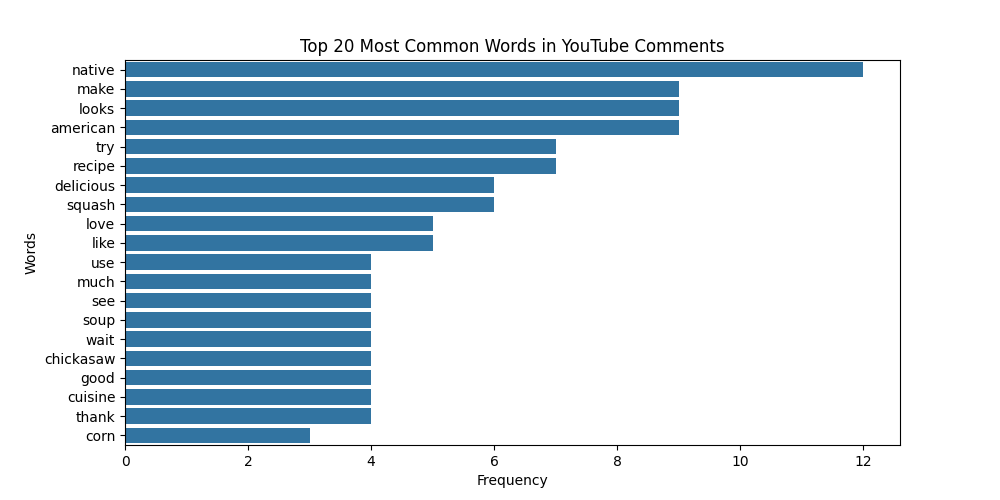 Top 20 Most Common Words in YouTube Comments
Words
native
make
looks
american
try
recipe
delicious
squash
love
like
use
much
see
soup
wait
chickasaw
good
cuisine
thank
corn
0 2 4 6 8 10 12
Frequency